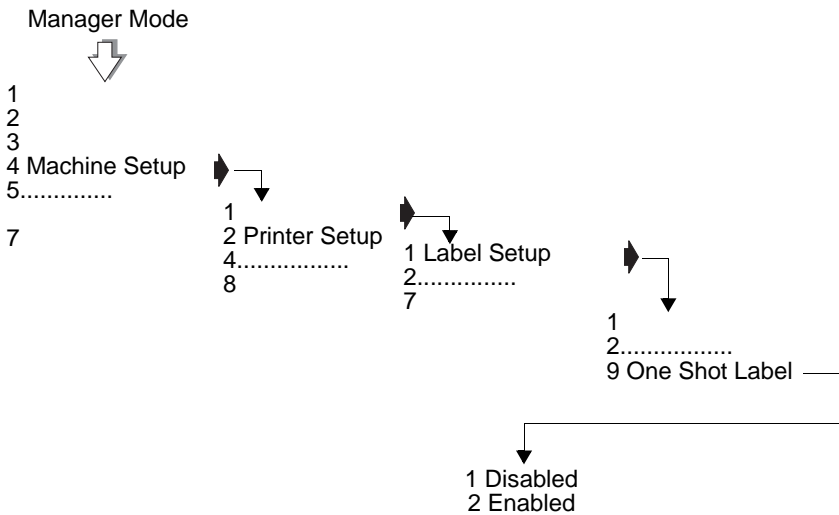 Manager Mode
1
2
3
4 Machine Setup
5..............
7
1
2 Printer Setup
4.................
8
1 Label Setup
2...............
7
1
2.................
9 One Shot Label
1 Disabled
2 Enabled